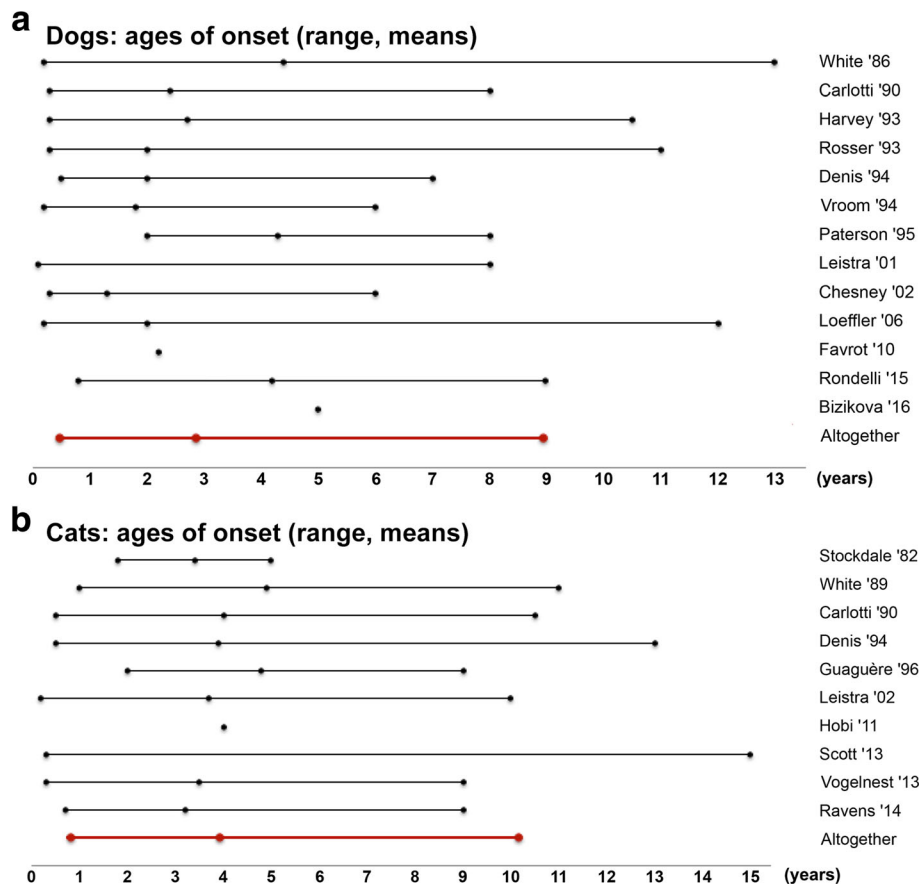 a
Dogs: ages of onset (range, means)
White '86
Carlotti '90
Harvey '93
Rosser '93
Denis '94
Vroom '94
Paterson '95
Leistra '01
Chesney '02
Loeffler '06
Favrot '10
Rondelli '15
Bizikova '16
Altogether
0 1 2 3 4 5 6 7 8 9 10 11 12 13 (years)
b
Cats: ages of onset (range, means)
Stockdale '82
White '89
Carlotti '90
Denis '94
Guaguère '96
Leistra '02
Hobi '11
Scott '13
Vogelnest '13
Ravens '14
Altogether
0 1 2 3 4 5 6 7 8 9 10 11 12 13 14 15 (years)